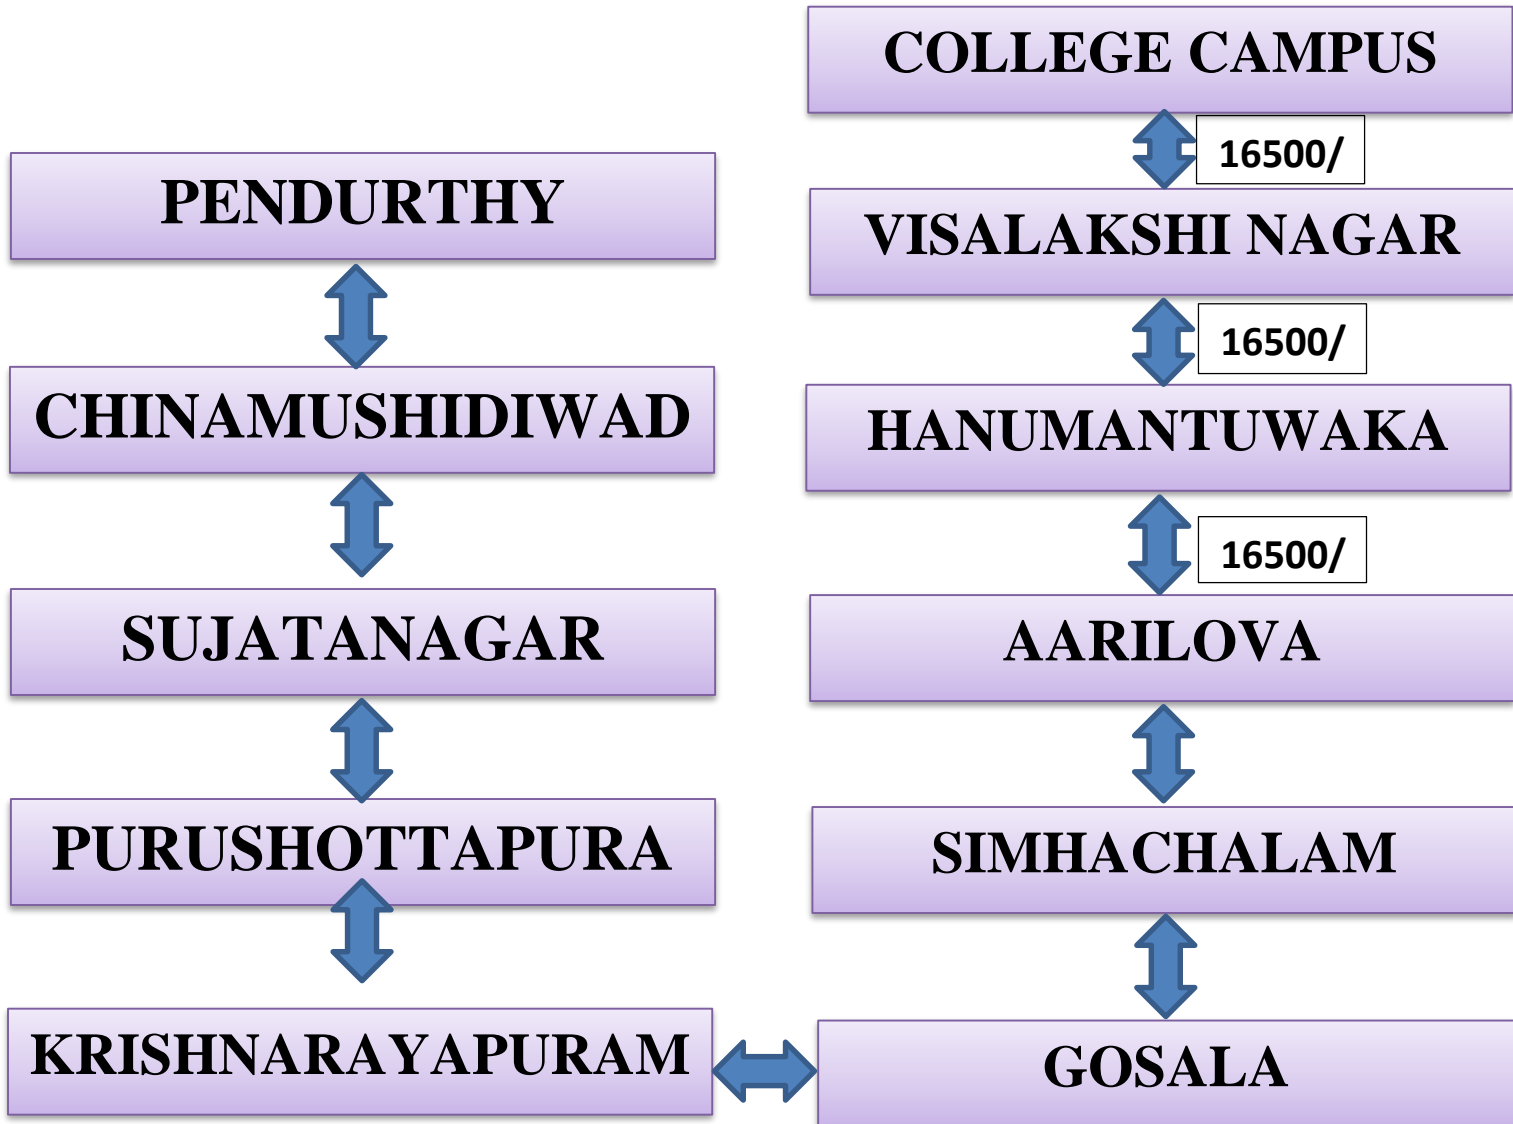 COLLEGE CAMPUS
16500/
PENDURTHY
VISALAKSHI NAGAR
16500/
CHINAMUSHIDIWAD
HANUMANTUWAKA
16500/
SUJATANAGAR
AARILOVA
PURUSHOTTAPURA
SIMHACHALAM
KRISHNARAYAPURAM
GOSALA